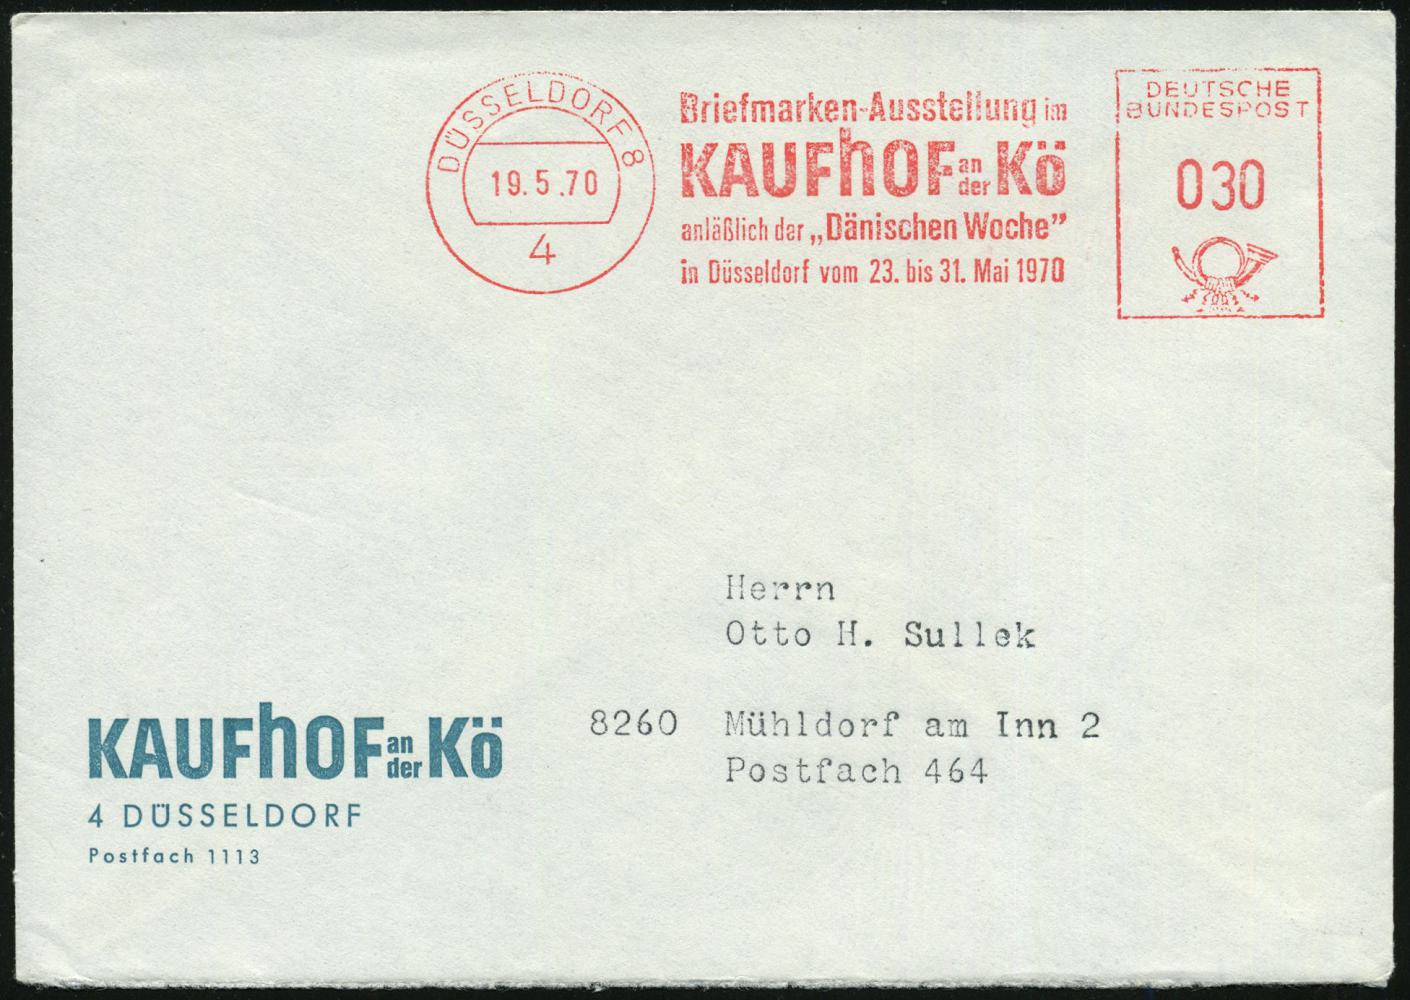 DÜSSELDORF 8
19.5.70
4
Briefmarken-Ausstellung im
KAUFhOF an der Kö
anläßlich der „Dänischen Woche”
in Düsseldorf vom 23. bis 31. Mai 1970
DEUTSCHE
BUNDESPOST
030
Herrn
Otto H. Sullek
8260 Mühldorf am Inn 2
Postfach 464
KAUFhOF an der Kö
4 DÜSSELDORF
Postfach 1113